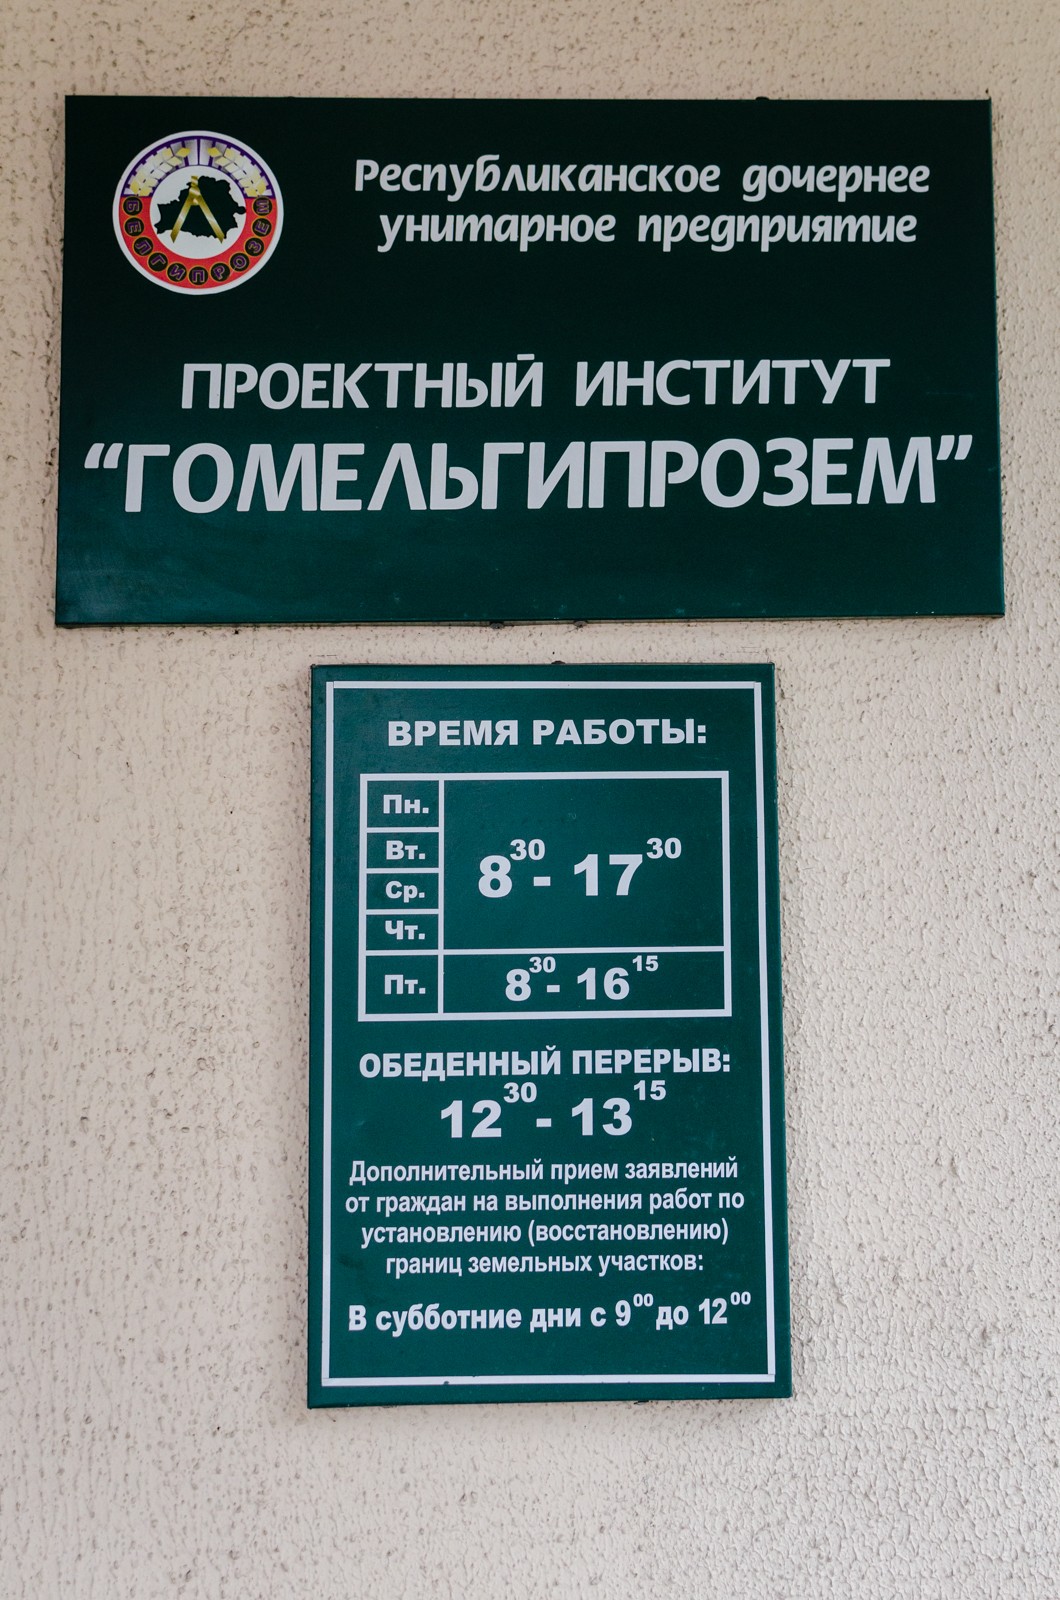 БЕЛГИПРОЗЕМ
Республиканское дочернее
унитарное предприятие
ПРОЕКТНЫЙ ИНСТИТУТ
“ГОМЕЛЬГИПРОЗЕМ”
ВРЕМЯ РАБОТЫ:
Пн.
Вт.
8³⁰- 17³⁰
Ср.
Чт.
Пт. 8³⁰- 16¹⁵
ОБЕДЕННЫЙ ПЕРЕРЫВ:
12³⁰- 13¹⁵
Дополнительный прием заявлений
от граждан на выполнения работ по
установлению (восстановлению)
границ земельных участков:
В субботние дни с 9⁰⁰ до 12⁰⁰